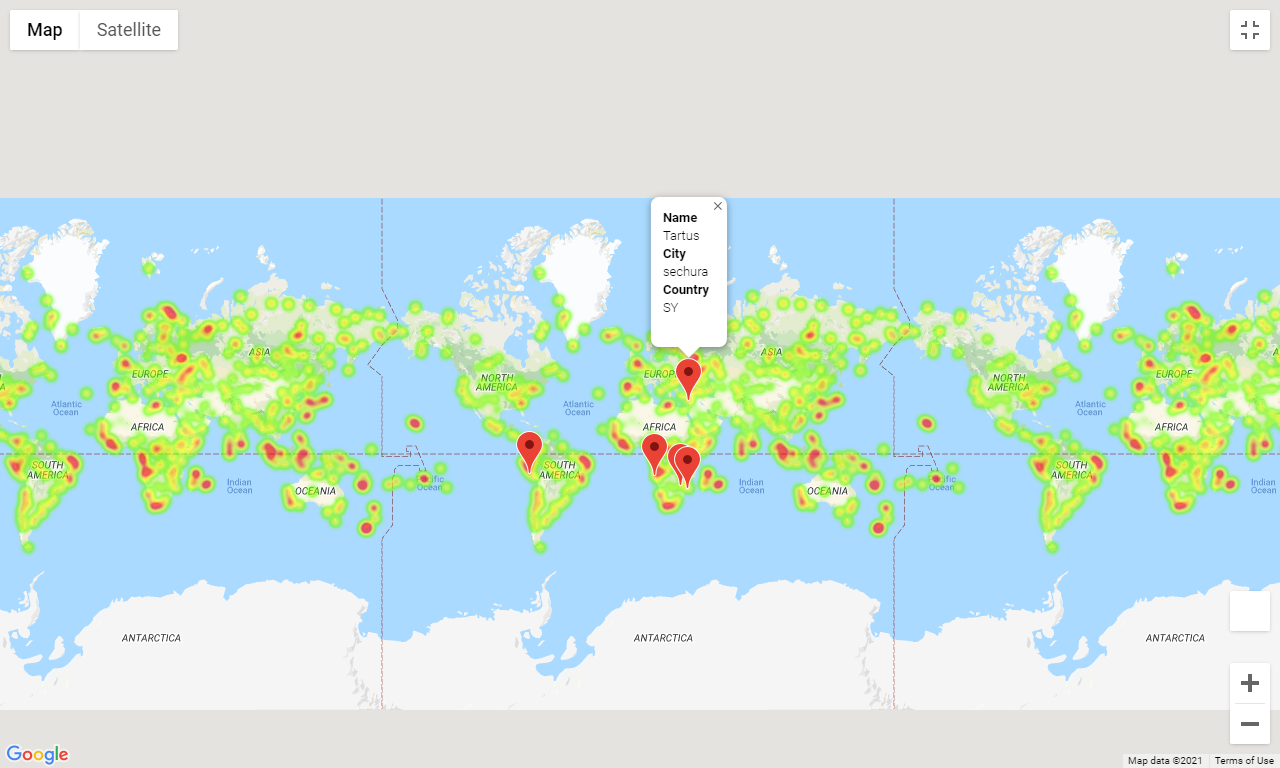 Map
Satellite
Name
Tartus
City
sechura
Country
SY
ASIA
EUROPE
NORTH
AMERICA
Atlantic
Ocean
AFRICA
SOUTH
AMERICA
Indian
Ocean
OCEANIA
ANTARCTICA
ASIA
EUROPE
NORTH
AMERICA
Atlantic
Ocean
AFRICA
SOUTH
AMERICA
Indian
Ocean
OCEANIA
Ocean
ANTARCTICA
EUROPE
Atlantic
Ocean
AFRICA
SOUTH
AMERICA
Indian
Ocean
Ocean
ANTARCTICA
Google
Map data ©2021
Terms of Use